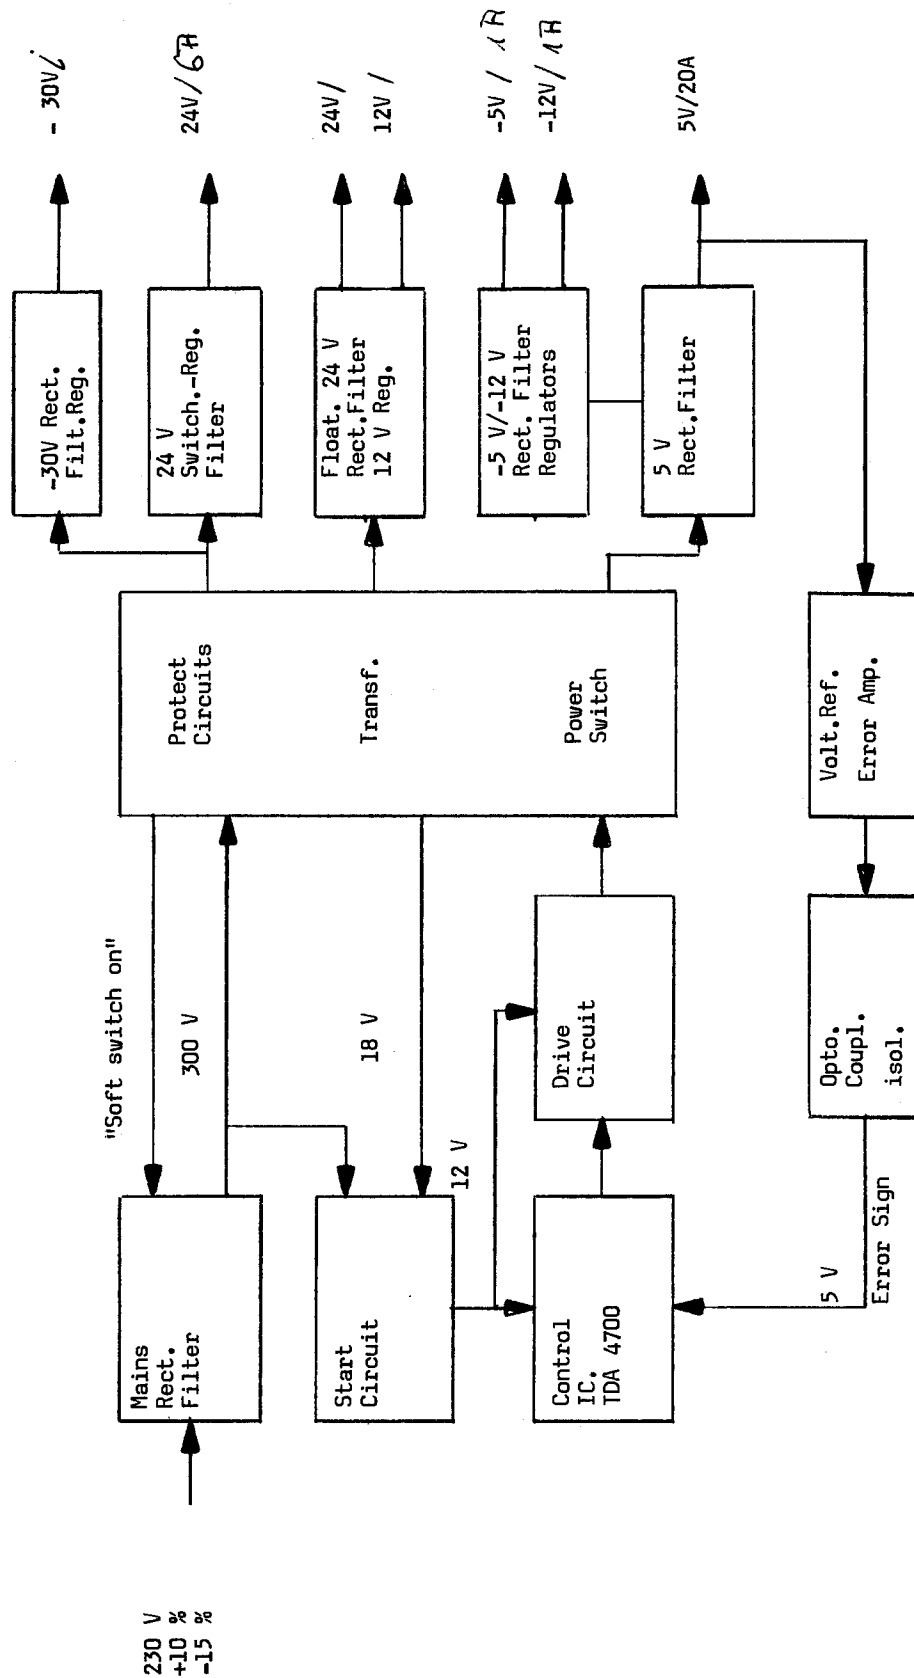 230 V
+10 %
-15 %
Mains
Rect.
Filter
"Soft switch on"
300 V
Start
Circuit
18 V
12 V
Control
IC.
TDA 4700
Drive
Circuit
5 V
Error Sign
Opto.
Coupl.
isol.
Volt.Ref.
Error Amp.
Protect
Circuits
Transf.
Power
Switch
-30V Rect.
Filt.Reg.
24 V
Switch.-Reg.
Filter
Float. 24 V
Rect.Filter
12 V Reg.
-5 V/-12 V
Rect. Filter
Regulators
5 V
Rect.Filter
- 30V/
24V/6A
24V/
12V /
-5V/ 1A
-12V/ 1A
5V/20A